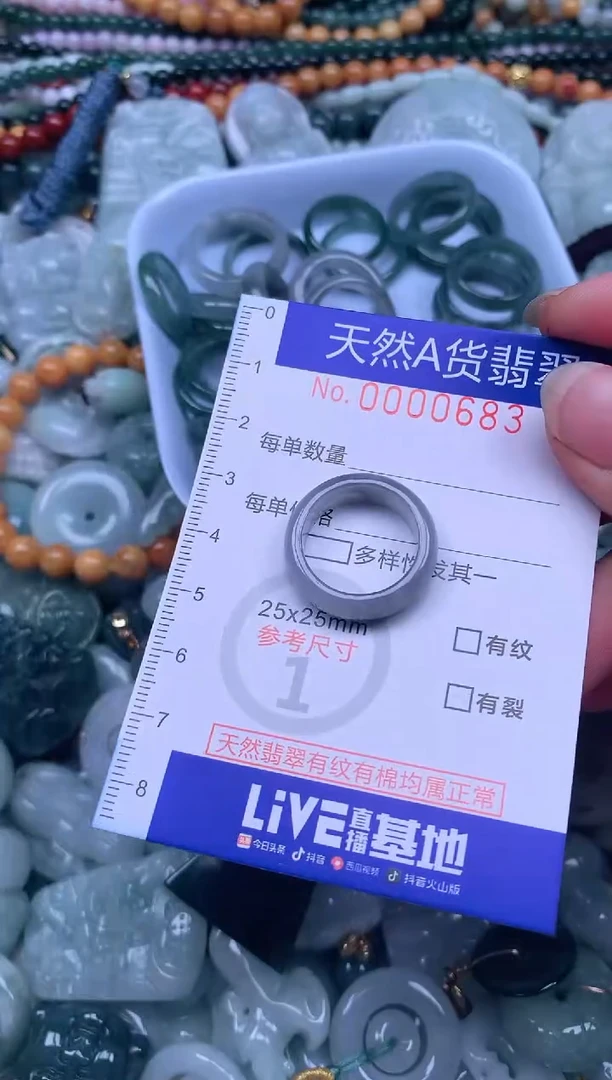 0
天然A货翡翠
1
No. 0000683
2
每单数量
3
每单价格
4
多样性发其一
5
25x25mm
参考尺寸
有纹
6
1
有裂
7
天然翡翠有纹有棉均属正常
8
LiVE直播基地
今日头条 抖音 西瓜视频 抖音火山版